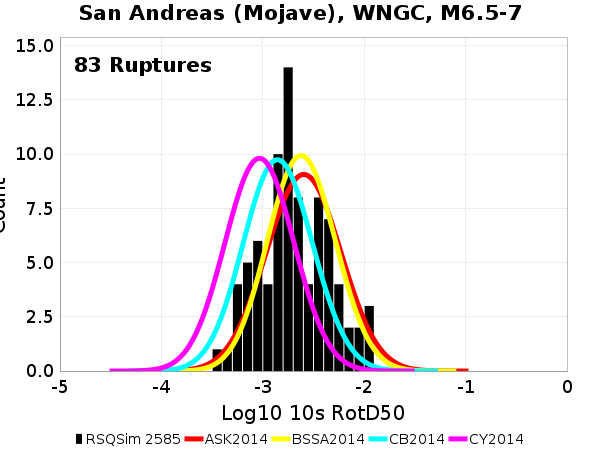 San Andreas (Mojave), WNGC, M6.5-7
83 Ruptures
15.0
12.5
10.0
7.5
5.0
2.5
0.0
Count
-5 -4 -3 -2 -1 0
Log10 10s RotD50
RSQSim 2585 ASK2014 BSSA2014 CB2014 CY2014